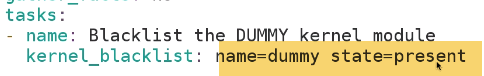 tasks:
- name: Blacklist the DUMMY kernel module
  kernel_blacklist: name=dummy state=present